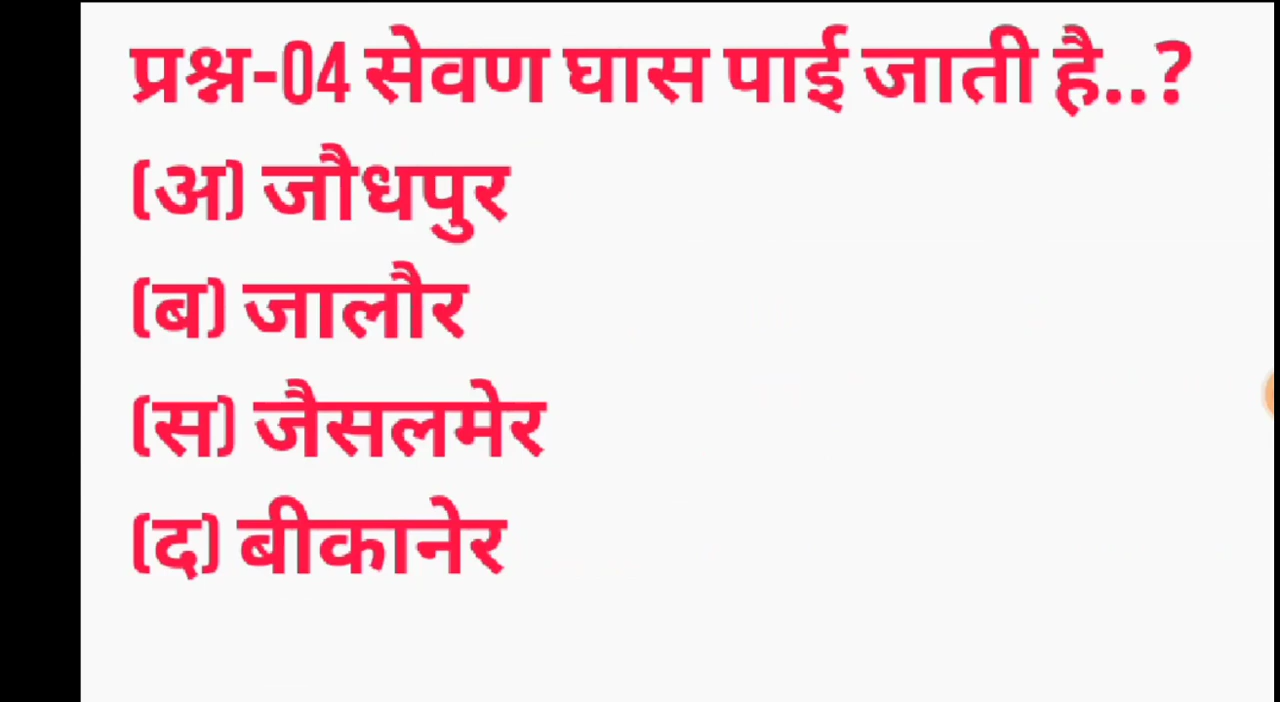 प्रश्न-04 सेवण घास पाई जाती है..?
(अ) जौधपुर
(ब) जालौर
(स) जैसलमेर
(द) बीकानेर